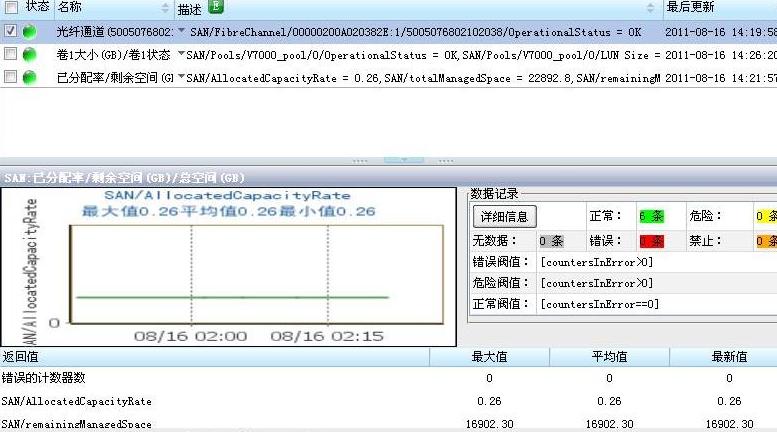 状态 名称 描述 E 最后更新
光纤通道(5005076802: SAN/FibreChannel/00000200A020382E:1/5005076802102038/OperationalStatus = OK 2011-08-16 14:19:58
卷1大小(GB)/卷1状态 SAN/Pools/V7000_pool/0/OperationalStatus = OK,SAN/Pools/V7000_pool/0/LUN Size = 2011-08-16 14:26:20
已分配率/剩余空间(GI SAN/AllocatedCapacityRate = 0.26,SAN/totalManagedSpace = 22892.8,SAN/remainingM 2011-08-16 14:21:57
SAN:已分配率/剩余空间(GB)/总空间(GB)
SAN/AllocatedCapacityRate
最大值0.26平均值0.26最小值0.26
AN/AllocatedCapacityRate
0
08/16 02:00 08/16 02:15
数据记录
详细信息 正常: 6 条 危险: 0 条
无数据: 0 条 错误: 0 条 禁止: 0 条
错误阀值: [countersInError>0]
危险阀值: [countersInError>0]
正常阀值: [countersInError==0]
返回值 最大值 平均值 最新值
错误的计数器数 0 0 0
SAN/AllocatedCapacityRate 0.26 0.26 0.26
SAN/remainingManagedSpace 16902.30 16902.30 16902.30